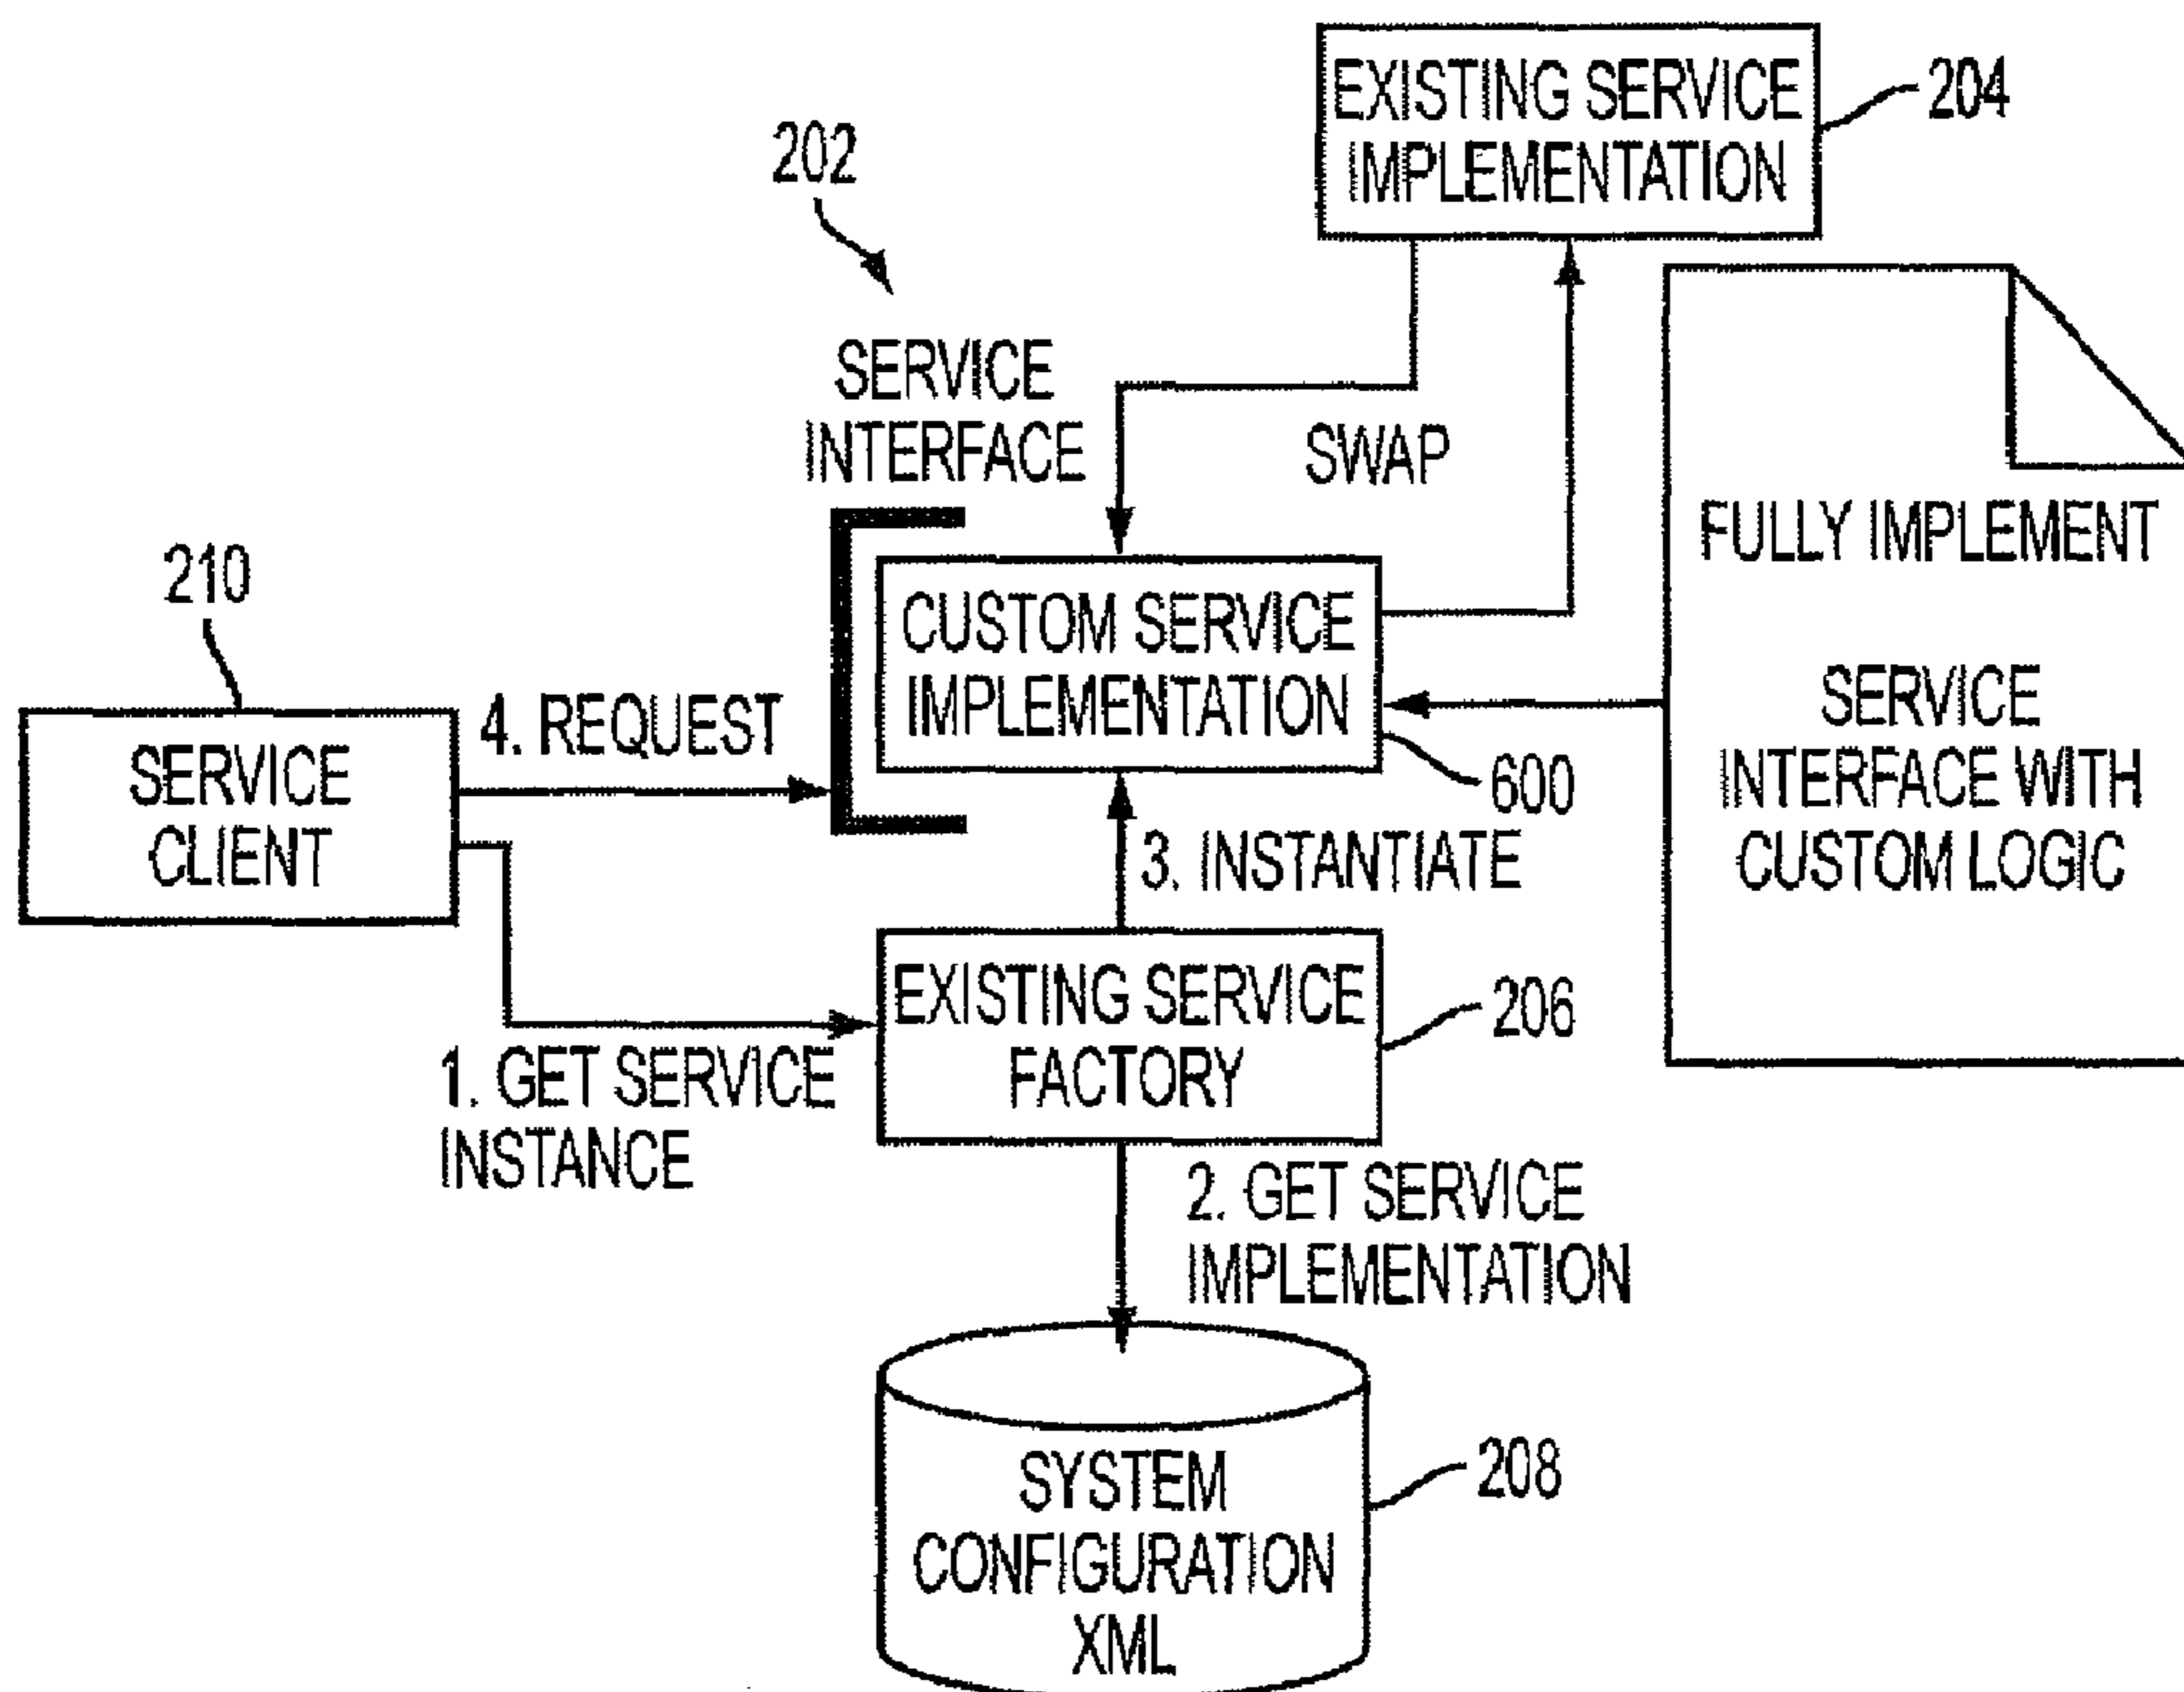 EXISTING SERVICE
IMPLEMENTATION
204
202
SERVICE
INTERFACE
SWAP
FULLY IMPLEMENT
SERVICE
INTERFACE WITH
CUSTOM LOGIC
210
CUSTOM SERVICE
IMPLEMENTATION
600
4. REQUEST
SERVICE
CLIENT
3. INSTANTIATE
EXISTING SERVICE
FACTORY
206
1. GET SERVICE
INSTANCE
2. GET SERVICE
IMPLEMENTATION
SYSTEM
CONFIGURATION
XML
208